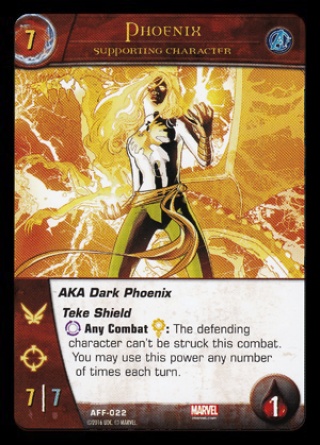 7
PHOENIX
SUPPORTING CHARACTER
AKA Dark Phoenix
Teke Shield
Any Combat : The defending
character can't be struck this combat.
You may use this power any number
of times each turn.
7 | 7
AFF-022
MARVEL
1